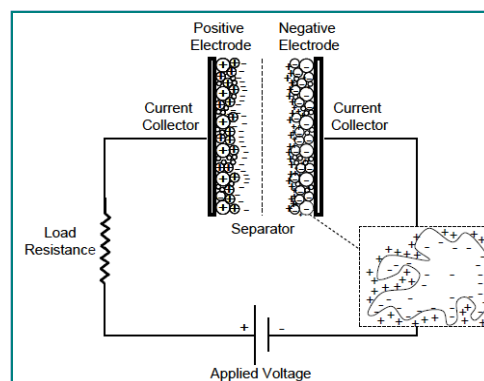 Positive Electrode
Negative Electrode
Current Collector
Current Collector
Load Resistance
Separator
+ -
Applied Voltage